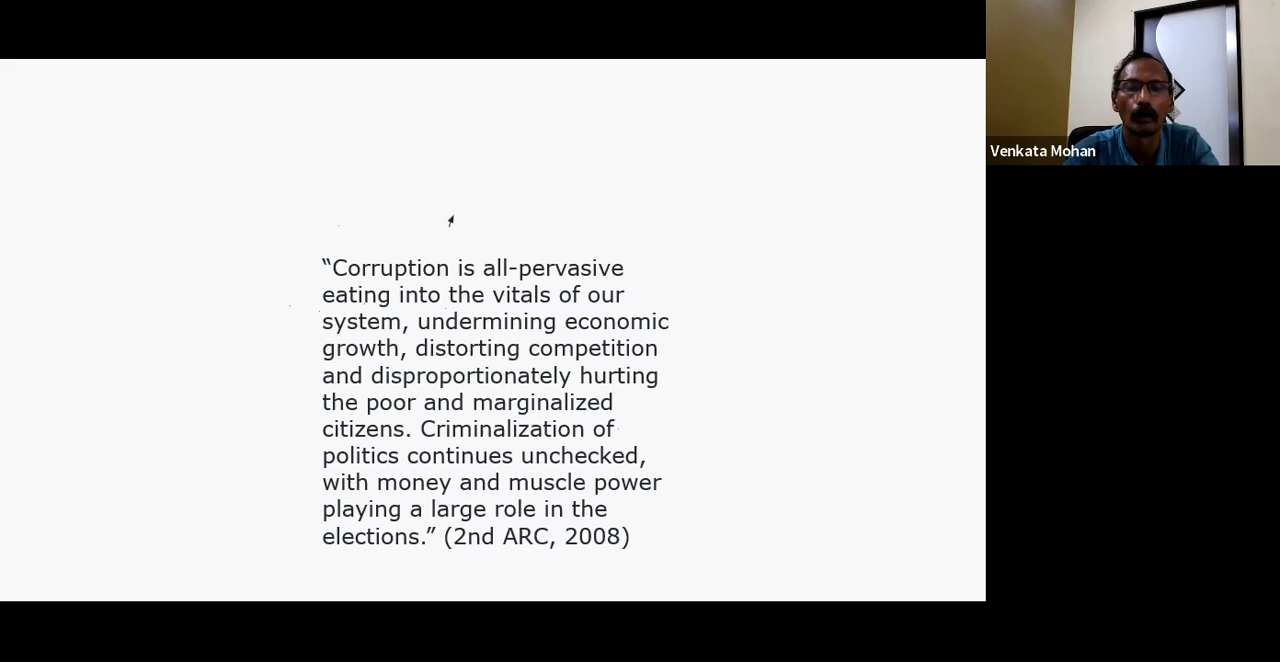 “Corruption is all-pervasive
eating into the vitals of our
system, undermining economic
growth, distorting competition
and disproportionately hurting
the poor and marginalized
citizens. Criminalization of
politics continues unchecked,
with money and muscle power
playing a large role in the
elections.” (2nd ARC, 2008)
Venkata Mohan